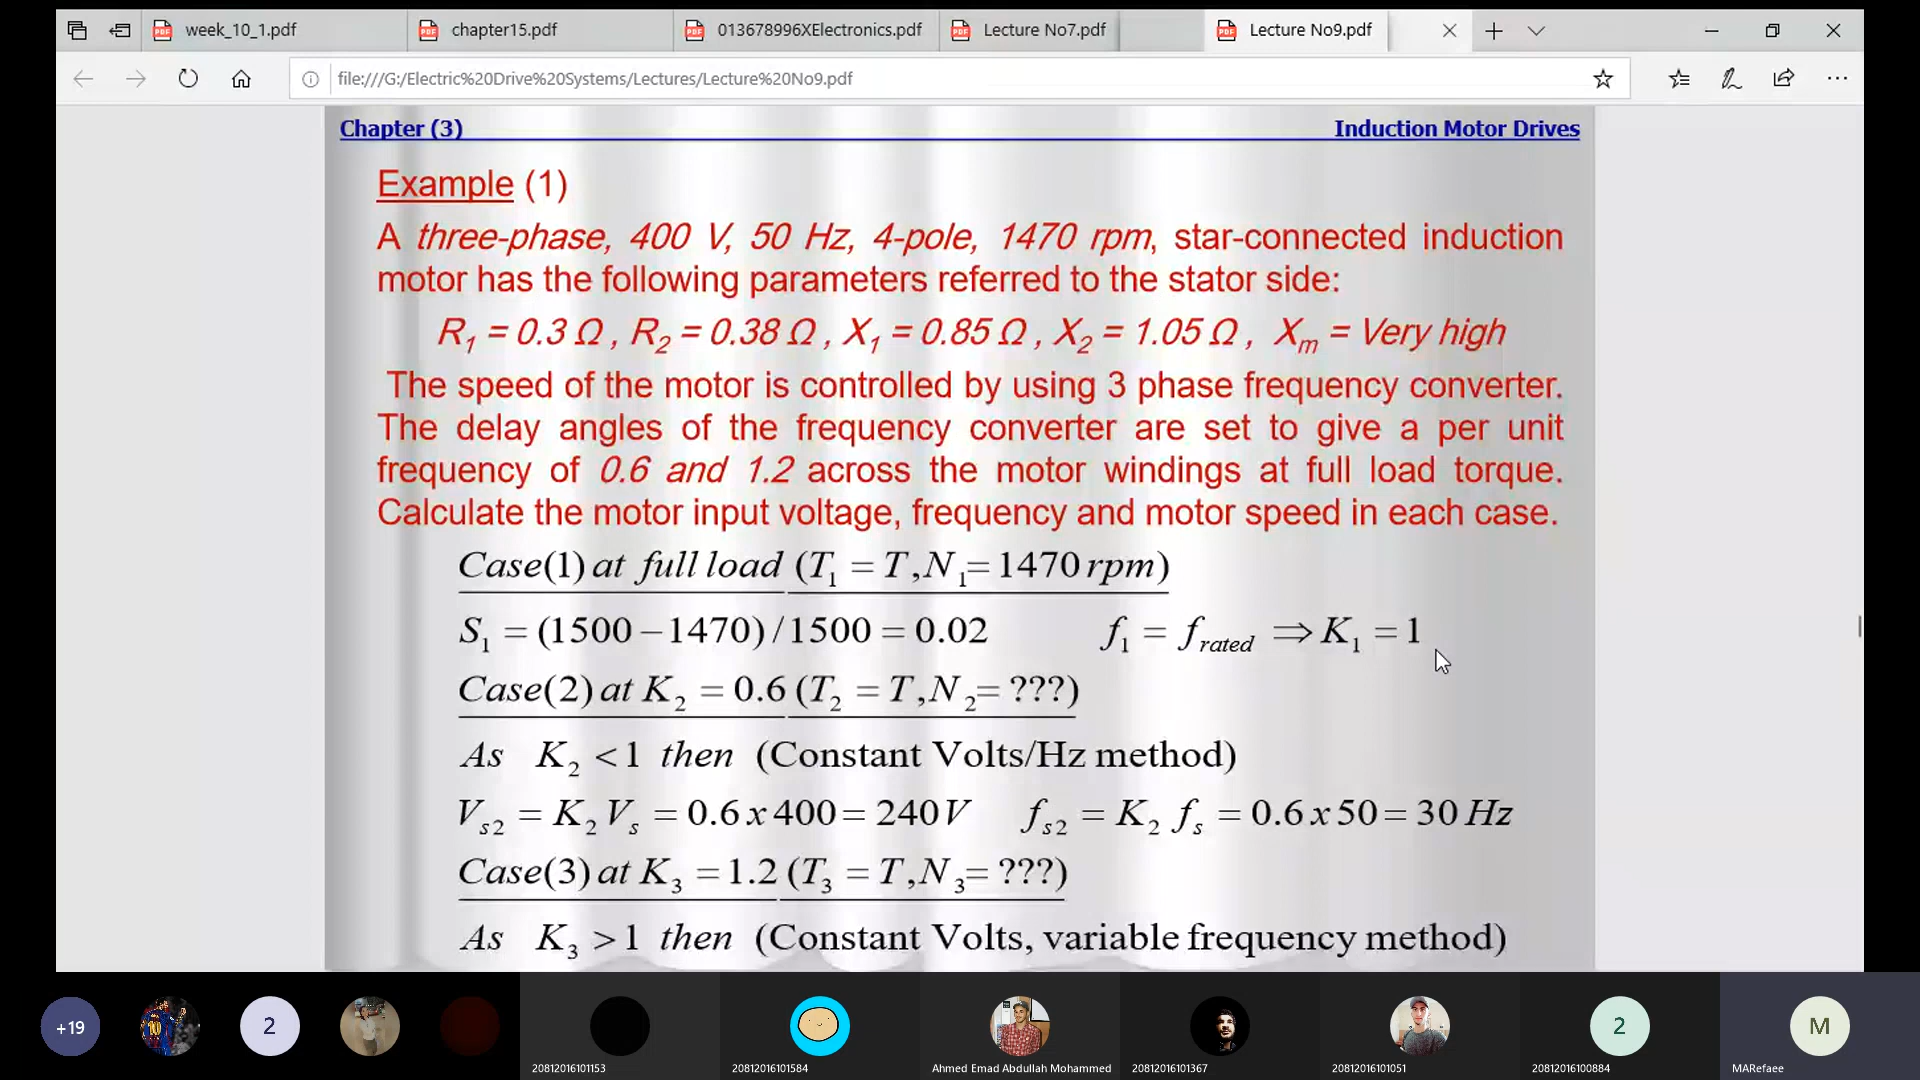 week_10_1.pdf
chapter15.pdf
013678996XElectronics.pdf
Lecture No7.pdf
Lecture No9.pdf
file:///G:/Electric%20Drive%20Systems/Lectures/Lecture%20No9.pdf
Chapter (3) Induction Motor Drives
Example (1)
A three-phase, 400 V, 50 Hz, 4-pole, 1470 rpm, star-connected induction
motor has the following parameters referred to the stator side:
R₁ = 0.3 Ω , R₂ = 0.38 Ω , X₁ = 0.85 Ω , X₂ = 1.05 Ω , Xₘ = Very high
The speed of the motor is controlled by using 3 phase frequency converter.
The delay angles of the frequency converter are set to give a per unit
frequency of 0.6 and 1.2 across the motor windings at full load torque.
Calculate the motor input voltage, frequency and motor speed in each case.
Case(1) at full load (T₁ = T ,N₁= 1470 rpm)
S₁ = (1500 – 1470) / 1500 = 0.02 f₁ = f_rated ⇒ K₁ = 1
Case(2) at K₂ = 0.6 (T₂ = T ,N₂= ???)
As K₂ < 1 then (Constant Volts/Hz method)
V_s2 = K₂ V_s = 0.6 x 400 = 240 V f_s2 = K₂ f_s = 0.6 x 50 = 30 Hz
Case(3) at K₃ = 1.2 (T₃ = T ,N₃= ???)
As K₃ > 1 then (Constant Volts, variable frequency method)
+19
10
2
20812016101153
20812016101584
Ahmed Emad Abdullah Mohammed
20812016101367
20812016101051
2
20812016100884
M
MARefaee